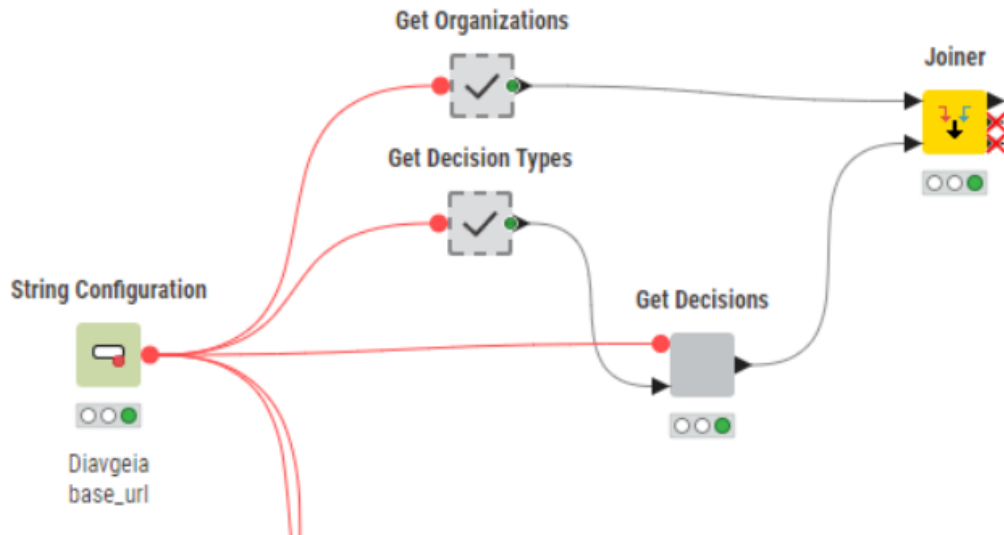 Get Organizations
Joiner
Get Decision Types
String Configuration
Get Decisions
Diavgeia
base_url